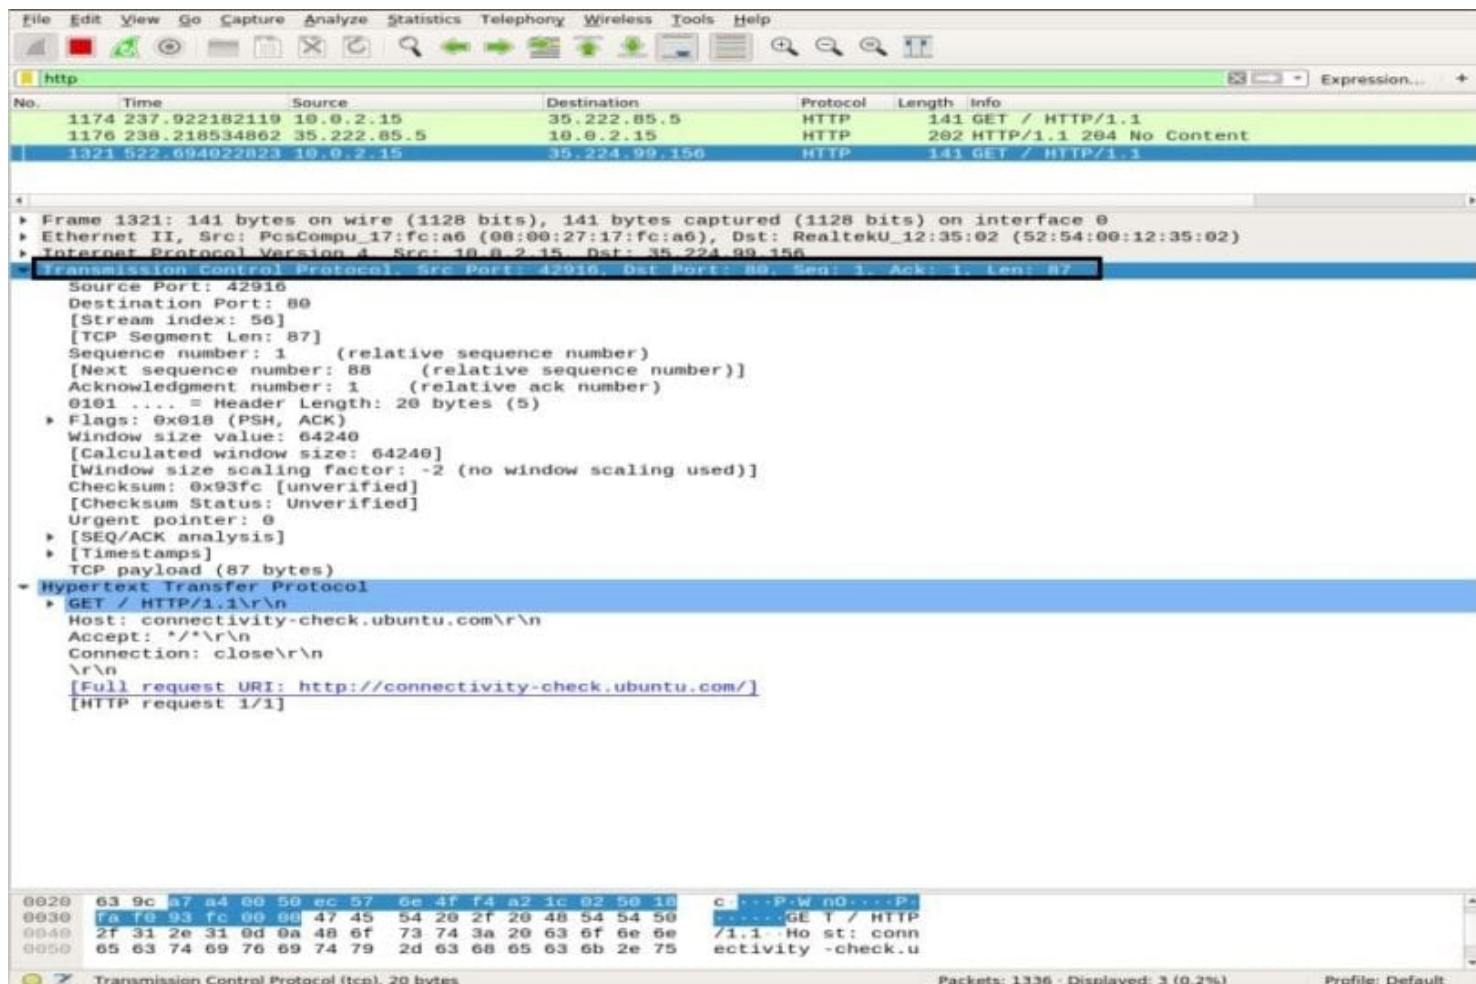 File Edit View Go Capture Analyze Statistics Telephony Wireless Tools Help
http Expression... +
No. Time Source Destination Protocol Length Info
1174 237.922182119 10.0.2.15 35.222.85.5 HTTP 141 GET / HTTP/1.1
1176 238.218534862 35.222.85.5 10.0.2.15 HTTP 202 HTTP/1.1 204 No Content
1321 522.694022823 10.0.2.15 35.224.99.156 HTTP 141 GET / HTTP/1.1
Frame 1321: 141 bytes on wire (1128 bits), 141 bytes captured (1128 bits) on interface 0
Ethernet II, Src: PcsCompu_17:fc:a6 (08:00:27:17:fc:a6), Dst: RealtekU_12:35:02 (52:54:00:12:35:02)
Internet Protocol Version 4, Src: 10.0.2.15, Dst: 35.224.99.156
Transmission Control Protocol, Src Port: 42916, Dst Port: 80, Seq: 1, Ack: 1, Len: 87
Source Port: 42916
Destination Port: 80
[Stream index: 56]
[TCP Segment Len: 87]
Sequence number: 1 (relative sequence number)
[Next sequence number: 88 (relative sequence number)]
Acknowledgment number: 1 (relative ack number)
0101 .... = Header Length: 20 bytes (5)
Flags: 0x018 (PSH, ACK)
Window size value: 64240
[Calculated window size: 64240]
[Window size scaling factor: -2 (no window scaling used)]
Checksum: 0x93fc [unverified]
[Checksum Status: Unverified]
Urgent pointer: 0
[SEQ/ACK analysis]
[Timestamps]
TCP payload (87 bytes)
Hypertext Transfer Protocol
GET / HTTP/1.1\r\n
Host: connectivity-check.ubuntu.com\r\n
Accept: */*\r\n
Connection: close\r\n
\r\n
[Full request URI: http://connectivity-check.ubuntu.com/]
[HTTP request 1/1]
0020 63 9c a7 a4 00 50 ec 57 6e 4f f4 a2 1c 02 50 18 c····P·W nO····P·
0030 fa f0 93 fc 00 00 47 45 54 20 2f 20 48 54 54 50 ······GE T / HTTP
0040 2f 31 2e 31 0d 0a 48 6f 73 74 3a 20 63 6f 6e 6e /1.1··Ho st: conn
0050 65 63 74 69 76 69 74 79 2d 63 68 65 63 6b 2e 75 ectivity -check.u
Transmission Control Protocol (tcp), 20 bytes Packets: 1336 · Displayed: 3 (0.2%) Profile: Default